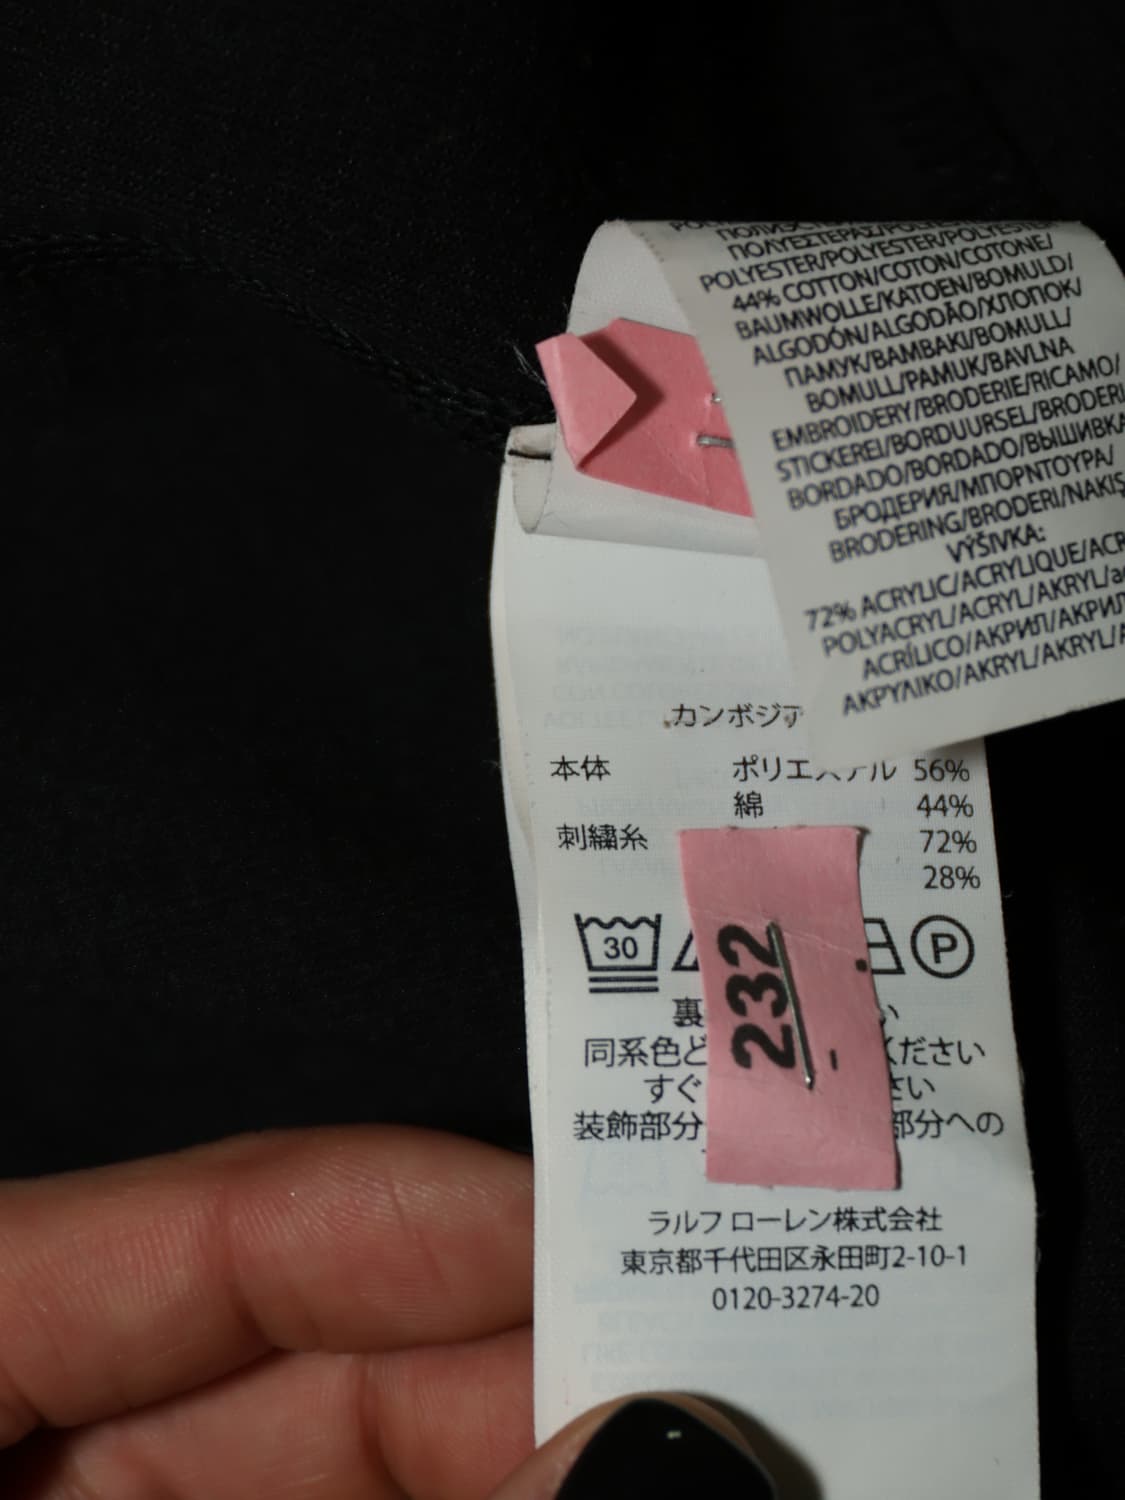 ΠΟΛΥΕΣΤΕΡΑΣ/
POLYESTER/POLYESTER/POLYESTER
44% COTTON/COTON/COTONE/
BAUMWOLLE/KATOEN/BOMULD/
ALGODÓN/ALGODÃO/ХЛОПОК/
ПАМУК/ΒΑΜΒΑΚΙ/BOMULL/
BOMULL/PAMUK/BAVLNA
EMBROIDERY/BRODERIE/RICAMO/
STICKEREI/BORDUURSEL/BRODERI
BORDADO/BORDADO/ВЫШИВКА
БРОДЕРИЯ/ΜΠΟΡΝΤΟΥΡΑ/
BRODERING/BRODERI/NAKIŞ
VÝŠIVKA:
72% ACRYLIC/ACRYLIQUE/ACR
POLYACRYL/ACRYL/AKRYL/a
ACRÍLICO/АКРИЛ/АКРИЛ
ΑΚΡΥΛΙΚΟ/AKRYL/AKRYL/A
カンボジア
本体 ポリエステル 56%
綿 44%
刺繍糸 72%
28%
30 P
232
裏 い
同系色と ください
すぐ さい
装飾部分 部分への
ラルフ ローレン株式会社
東京都千代田区永田町2-10-1
0120-3274-20